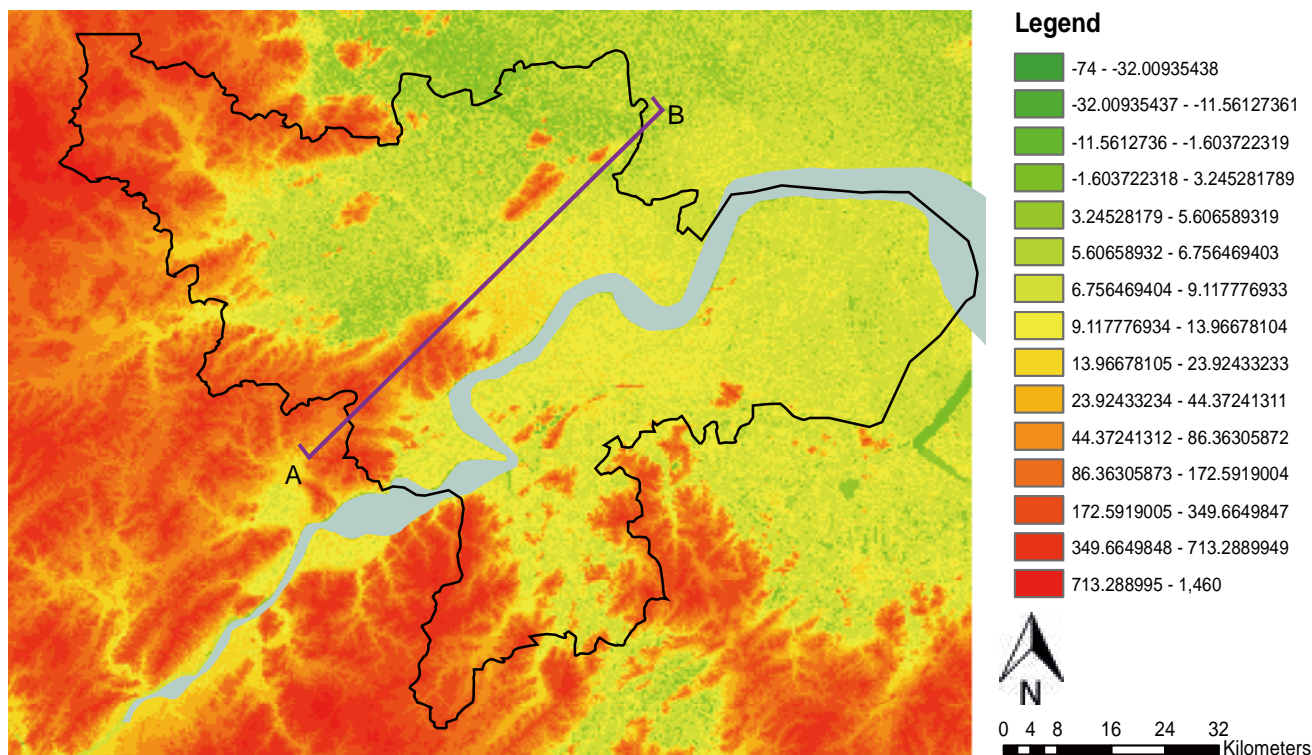 Legend
-74 - -32.00935438
-32.00935437 - -11.56127361
-11.5612736 - -1.603722319
-1.603722318 - 3.245281789
3.24528179 - 5.606589319
5.60658932 - 6.756469403
6.756469404 - 9.117776933
9.117776934 - 13.96678104
13.96678105 - 23.92433233
23.92433234 - 44.37241311
44.37241312 - 86.36305872
86.36305873 - 172.5919004
172.5919005 - 349.6649847
349.6649848 - 713.2889949
713.288995 - 1,460
B
A
N
0 4 8 16 24 32
Kilometers